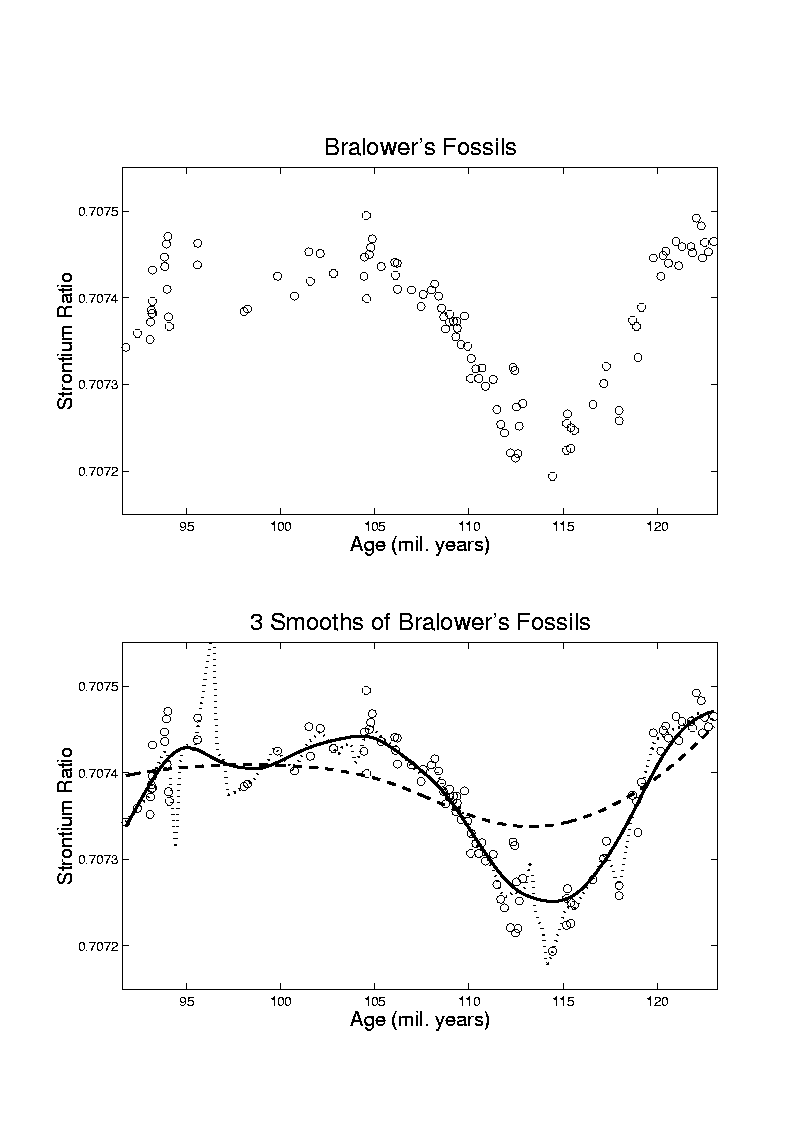 Bralower's Fossils
0.7075
0.7074
0.7073
0.7072
Strontium Ratio
95 100 105 110 115 120
Age (mil. years)
3 Smooths of Bralower's Fossils
0.7075
0.7074
0.7073
0.7072
Strontium Ratio
95 100 105 110 115 120
Age (mil. years)